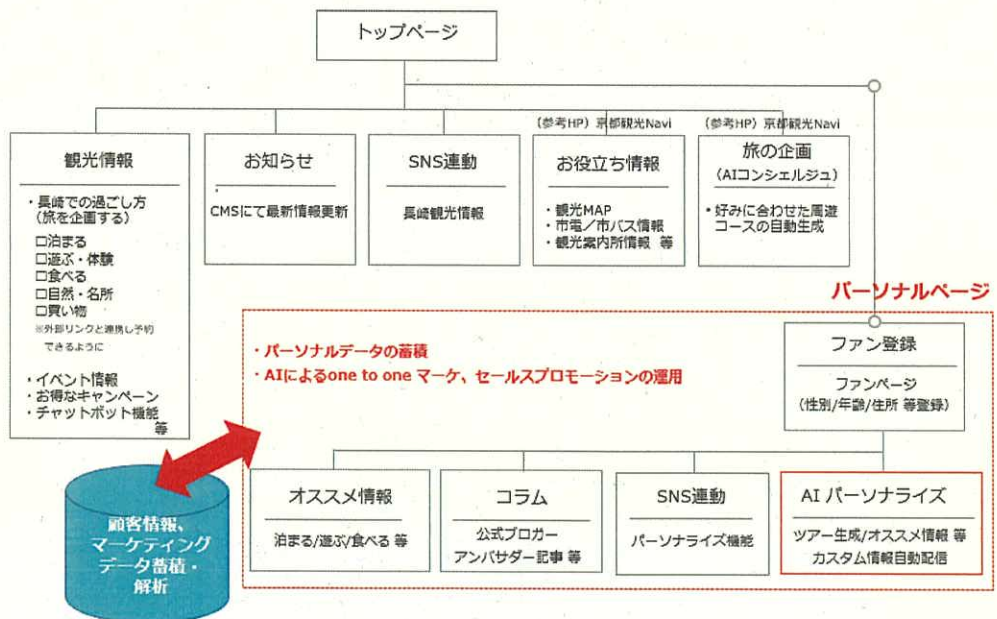 トップページ
観光情報
・長崎での過ごし方
(旅を企画する)
□泊まる
□遊ぶ・体験
□食べる
□自然・名所
□買い物
※外部リンクと連携し予約
できるように
・イベント情報
・お得なキャンペーン
・チャットボット機能
等
お知らせ
CMSにて最新情報更新
SNS連動
長崎観光情報
(参考HP)京都観光Navi
お役立ち情報
・観光MAP
・市電/市バス情報
・観光案内所情報 等
(参考HP)京都観光Navi
旅の企画
(AIコンシェルジュ)
・好みに合わせた周遊
コースの自動生成
パーソナルページ
・パーソナルデータの蓄積
・AIによるone to one マーケ、セールスプロモーションの運用
ファン登録
ファンページ
(性別/年齢/住所 等登録)
オススメ情報
泊まる/遊ぶ/食べる 等
コラム
公式ブロガー
アンバサダー記事 等
SNS連動
パーソナライズ機能
AI パーソナライズ
ツアー生成/オススメ情報 等
カスタム情報自動配信
顧客情報、
マーケティング
データ蓄積・
解析